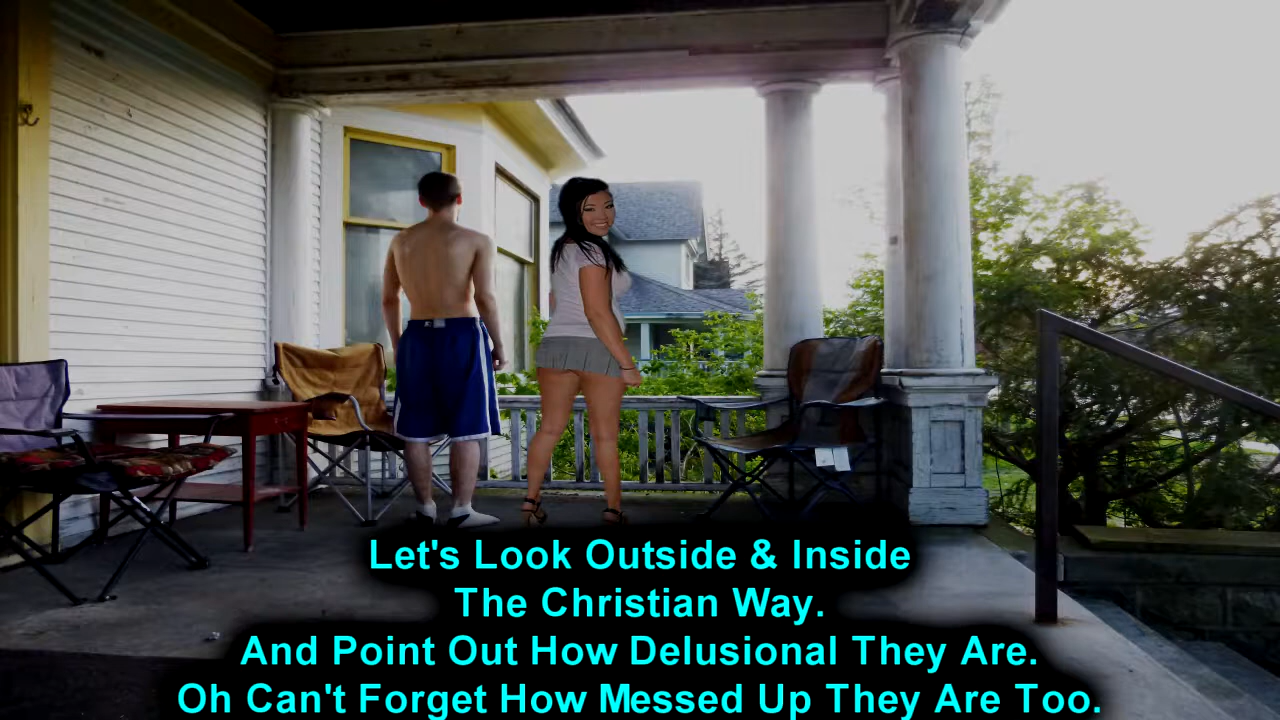 Let's Look Outside & Inside
The Christian Way.
And Point Out How Delusional They Are.
Oh Can't Forget How Messed Up They Are Too.